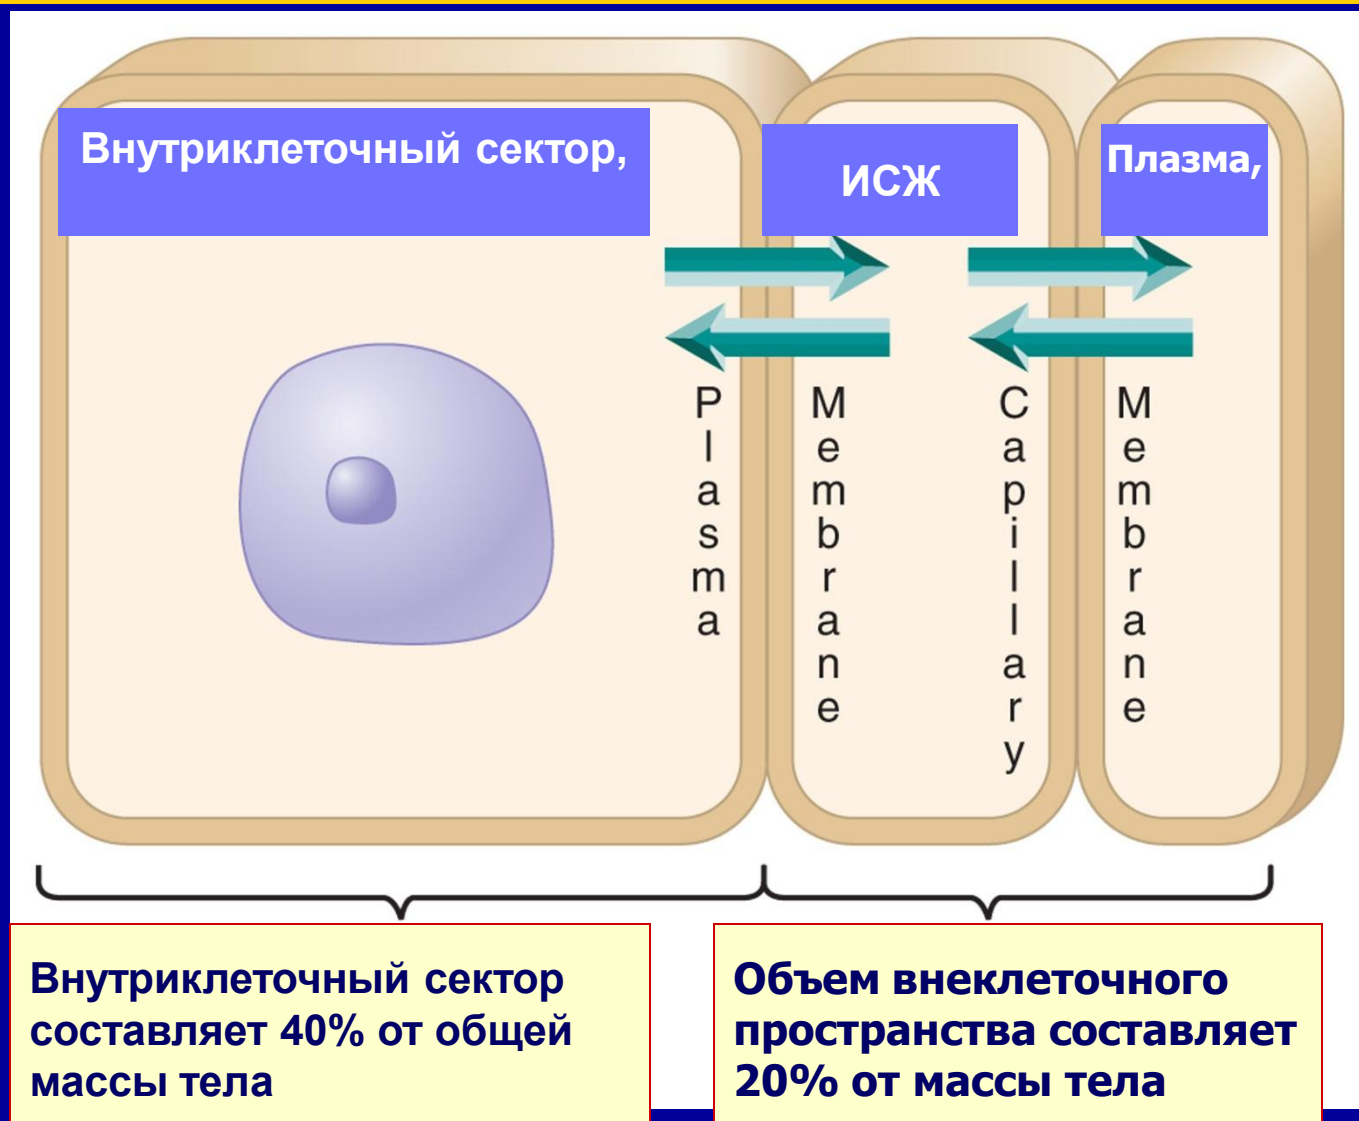 Внутриклеточный сектор,
ИСЖ
Плазма,
Plasma
Membrane
Capillary
Membrane
Внутриклеточный сектор
составляет 40% от общей
массы тела
Объем внеклеточного
пространства составляет
20% от массы тела